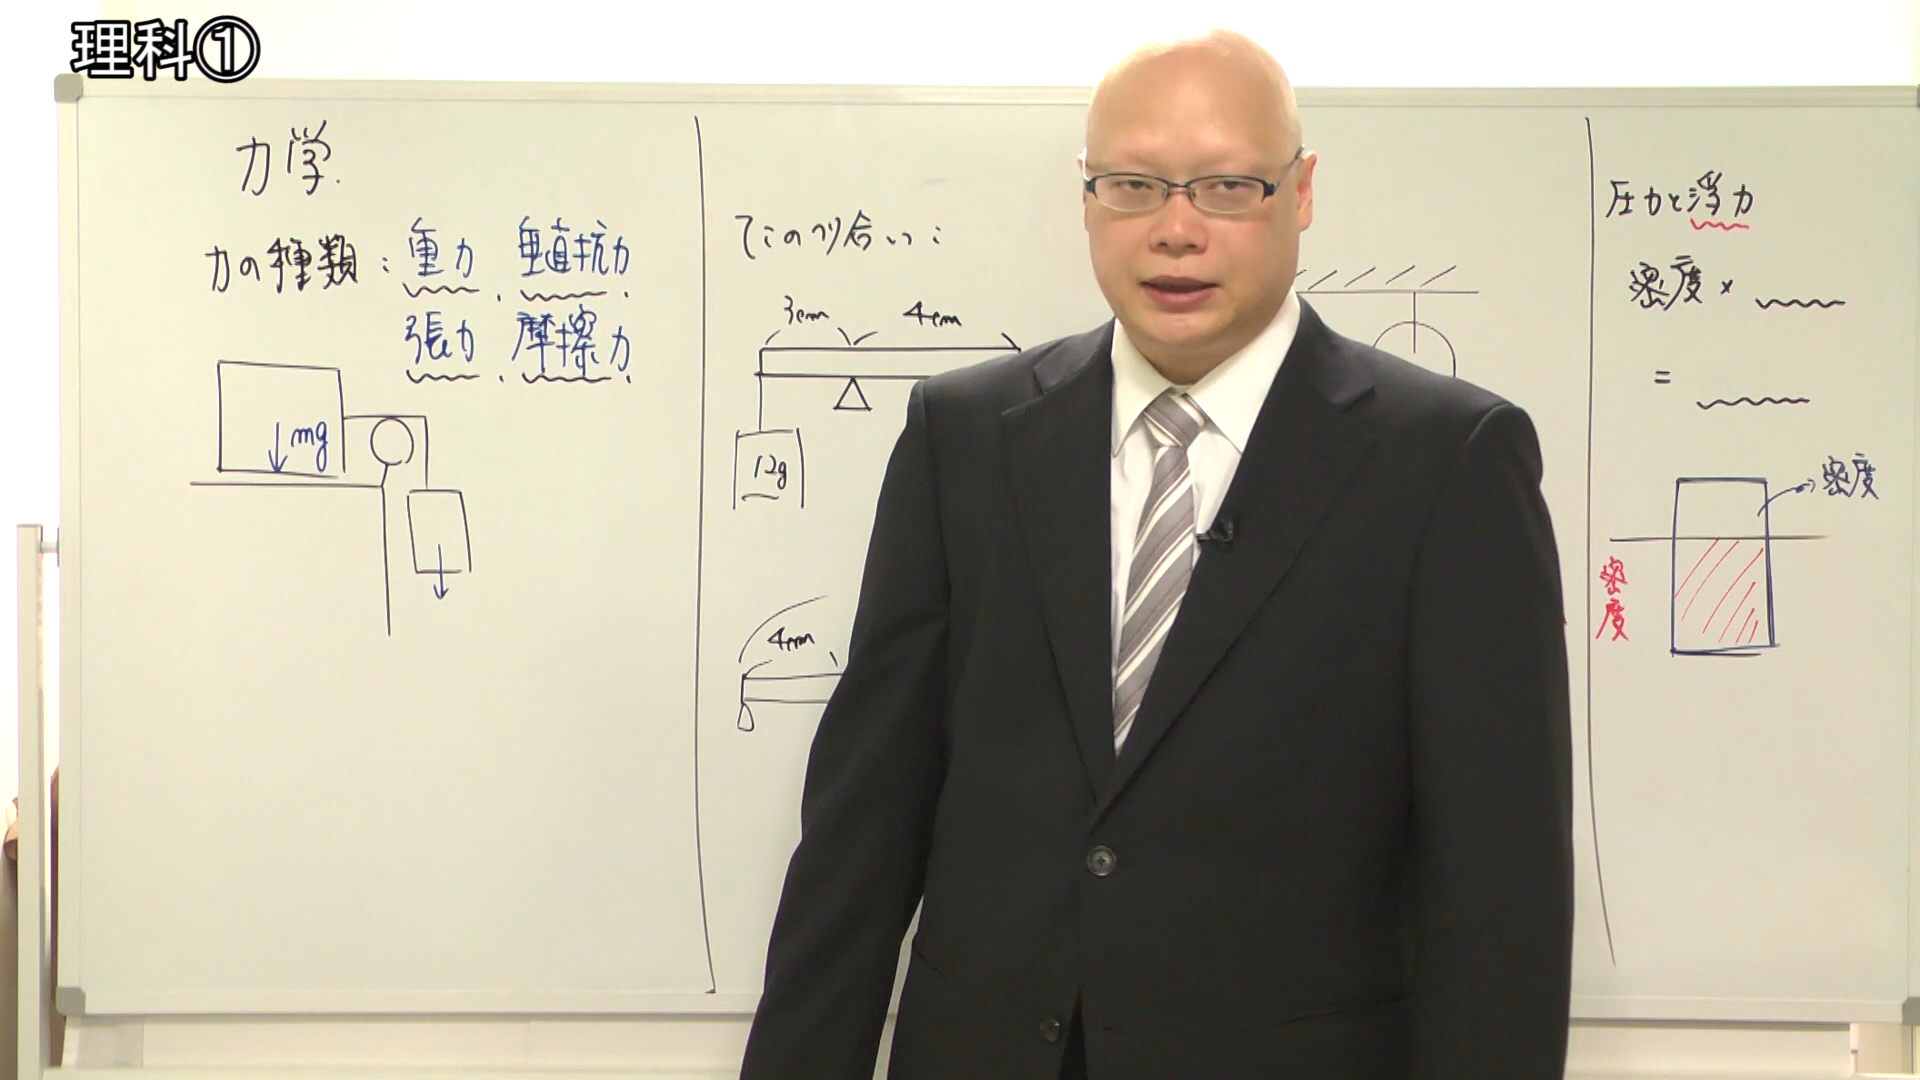 理科①
力学.
力の種類：重力、垂直抗力、
張力、摩擦力、
mg
てこのつり合い：
3cm 4cm
12g
4cm
圧力と浮力
密度×
=
密度
密度